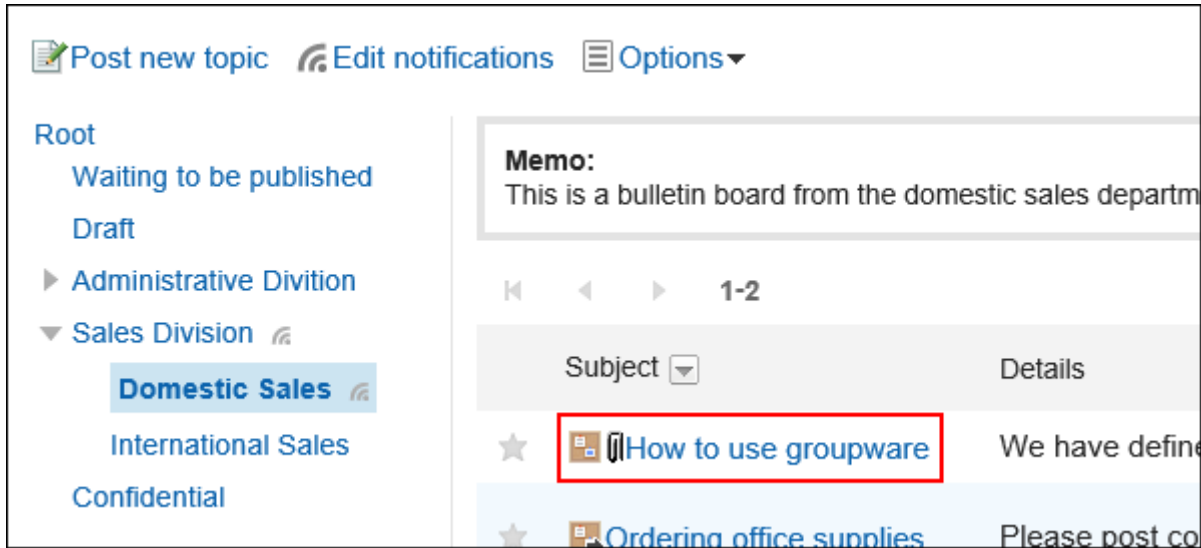 Post new topic Edit notifications Options
Root
Waiting to be published
Draft
Administrative Divition
Sales Division
Domestic Sales
International Sales
Confidential
Memo:
This is a bulletin board from the domestic sales departm
1-2
Subject Details
How to use groupware We have define
Ordering office supplies Please post co